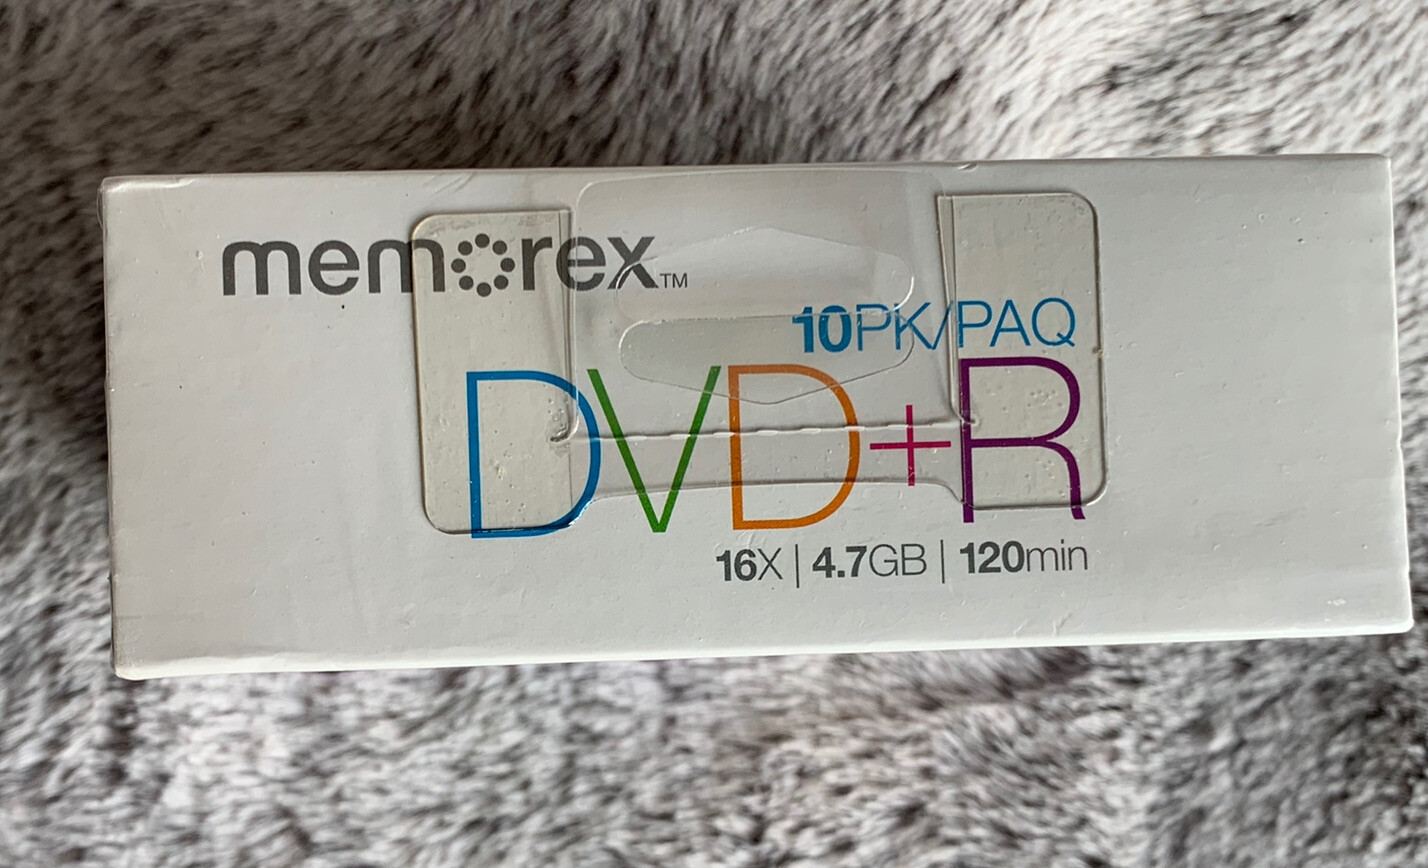 memorex™
10PK/PAQ
DVD+R
16X | 4.7GB | 120min